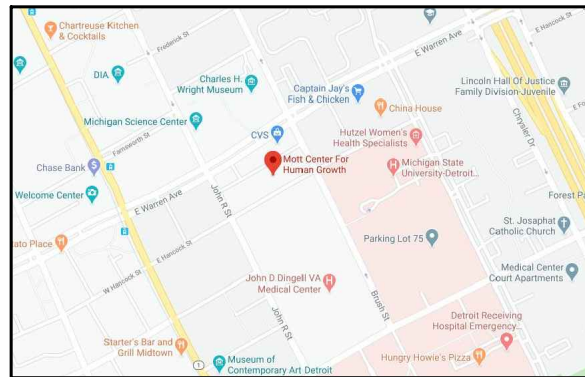 Chartreuse Kitchen
& Cocktails
Frederick St
E Hancock St
E Warren Ave
DIA
Charles H.
Wright Museum
Captain Jay's
Fish & Chicken
Lincoln Hall Of Justice
Family Division-Juvenile
China House
Michigan Science Center
Farnsworth St
CVS
Hutzel Women's
Health Specialists
Chrysler Dr
Chase Bank
Mott Center For
Human Growth
Michigan State
University-Detroit...
Welcome Center
E Warren Ave
John R St
Forest Pa
St. Josaphat
Catholic Church
ato Place
E Hancock St
Parking Lot 75
W Hancock St
John D Dingell VA
Medical Center
Medical Center
Court Apartments
Brush St
John R St
Detroit Receiving
Hospital Emergency...
Starter's Bar and
Grill Midtown
1
Museum of
Contemporary Art Detroit
Hungry Howie's Pizza